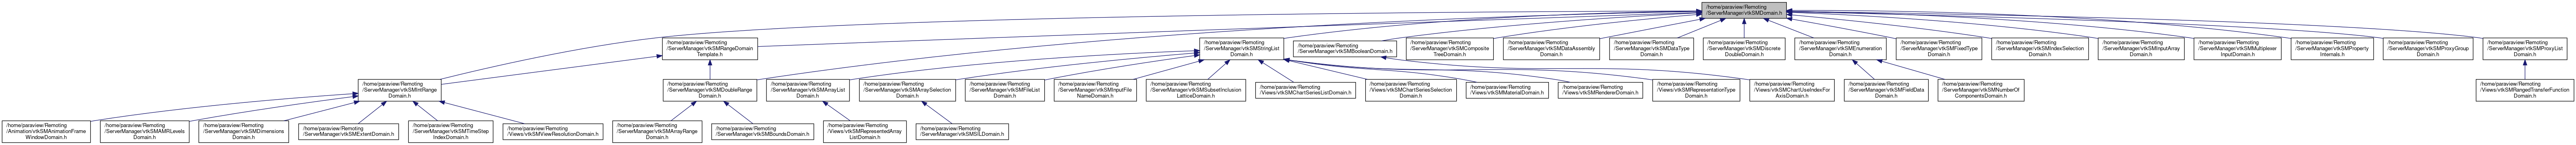 /home/paraview/Remoting
/ServerManager/vtkSMDomain.h
/home/paraview/Remoting
/ServerManager/vtkSMRangeDomain
Template.h
/home/paraview/Remoting
/ServerManager/vtkSMStringList
Domain.h
/home/paraview/Remoting
/ServerManager/vtkSMBooleanDomain.h
/home/paraview/Remoting
/ServerManager/vtkSMComposite
TreeDomain.h
/home/paraview/Remoting
/ServerManager/vtkSMDataAssembly
Domain.h
/home/paraview/Remoting
/ServerManager/vtkSMDataType
Domain.h
/home/paraview/Remoting
/ServerManager/vtkSMDiscrete
DoubleDomain.h
/home/paraview/Remoting
/ServerManager/vtkSMEnumeration
Domain.h
/home/paraview/Remoting
/ServerManager/vtkSMFixedType
Domain.h
/home/paraview/Remoting
/ServerManager/vtkSMIndexSelection
Domain.h
/home/paraview/Remoting
/ServerManager/vtkSMInputArray
Domain.h
/home/paraview/Remoting
/ServerManager/vtkSMMultiplexer
InputDomain.h
/home/paraview/Remoting
/ServerManager/vtkSMProperty
Internals.h
/home/paraview/Remoting
/ServerManager/vtkSMProxyGroup
Domain.h
/home/paraview/Remoting
/ServerManager/vtkSMProxyList
Domain.h
/home/paraview/Remoting
/ServerManager/vtkSMIntRange
Domain.h
/home/paraview/Remoting
/ServerManager/vtkSMDoubleRange
Domain.h
/home/paraview/Remoting
/ServerManager/vtkSMArrayList
Domain.h
/home/paraview/Remoting
/ServerManager/vtkSMArraySelection
Domain.h
/home/paraview/Remoting
/ServerManager/vtkSMFileList
Domain.h
/home/paraview/Remoting
/ServerManager/vtkSMInputFile
NameDomain.h
/home/paraview/Remoting
/ServerManager/vtkSMSubsetInclusion
LatticeDomain.h
/home/paraview/Remoting
/Views/vtkSMChartSeriesListDomain.h
/home/paraview/Remoting
/Views/vtkSMChartSeriesSelection
Domain.h
/home/paraview/Remoting
/Views/vtkSMMaterialDomain.h
/home/paraview/Remoting
/Views/vtkSMRendererDomain.h
/home/paraview/Remoting
/Views/vtkSMRepresentationType
Domain.h
/home/paraview/Remoting
/Views/vtkSMChartUseIndexFor
AxisDomain.h
/home/paraview/Remoting
/ServerManager/vtkSMFieldData
Domain.h
/home/paraview/Remoting
/ServerManager/vtkSMNumberOf
ComponentsDomain.h
/home/paraview/Remoting
/Views/vtkSMRangedTransferFunction
Domain.h
/home/paraview/Remoting
/Animation/vtkSMAnimationFrame
WindowDomain.h
/home/paraview/Remoting
/ServerManager/vtkSMAMRLevels
Domain.h
/home/paraview/Remoting
/ServerManager/vtkSMDimensions
Domain.h
/home/paraview/Remoting
/ServerManager/vtkSMExtentDomain.h
/home/paraview/Remoting
/ServerManager/vtkSMTimeStep
IndexDomain.h
/home/paraview/Remoting
/Views/vtkSMViewResolutionDomain.h
/home/paraview/Remoting
/ServerManager/vtkSMArrayRange
Domain.h
/home/paraview/Remoting
/ServerManager/vtkSMBoundsDomain.h
/home/paraview/Remoting
/Views/vtkSMRepresentedArray
ListDomain.h
/home/paraview/Remoting
/ServerManager/vtkSMSILDomain.h